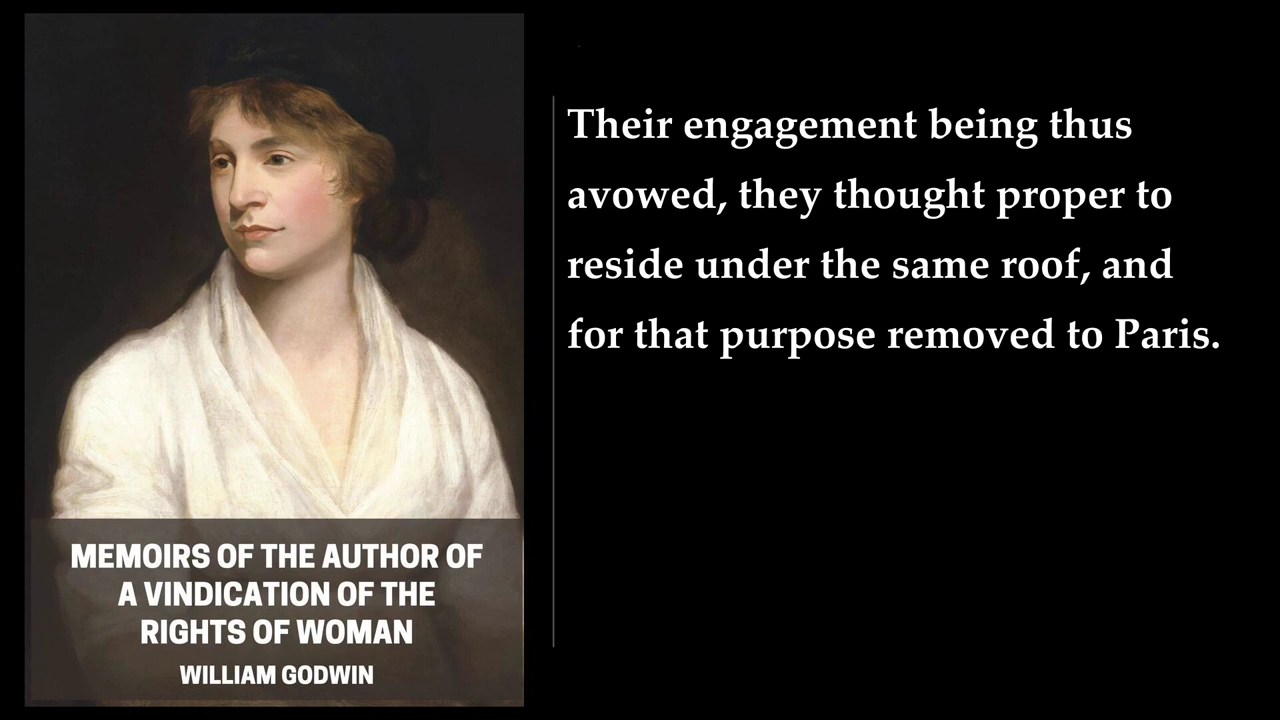 MEMOIRS OF THE AUTHOR OF
A VINDICATION OF THE
RIGHTS OF WOMAN
WILLIAM GODWIN
Their engagement being thus
avowed, they thought proper to
reside under the same roof, and
for that purpose removed to Paris.